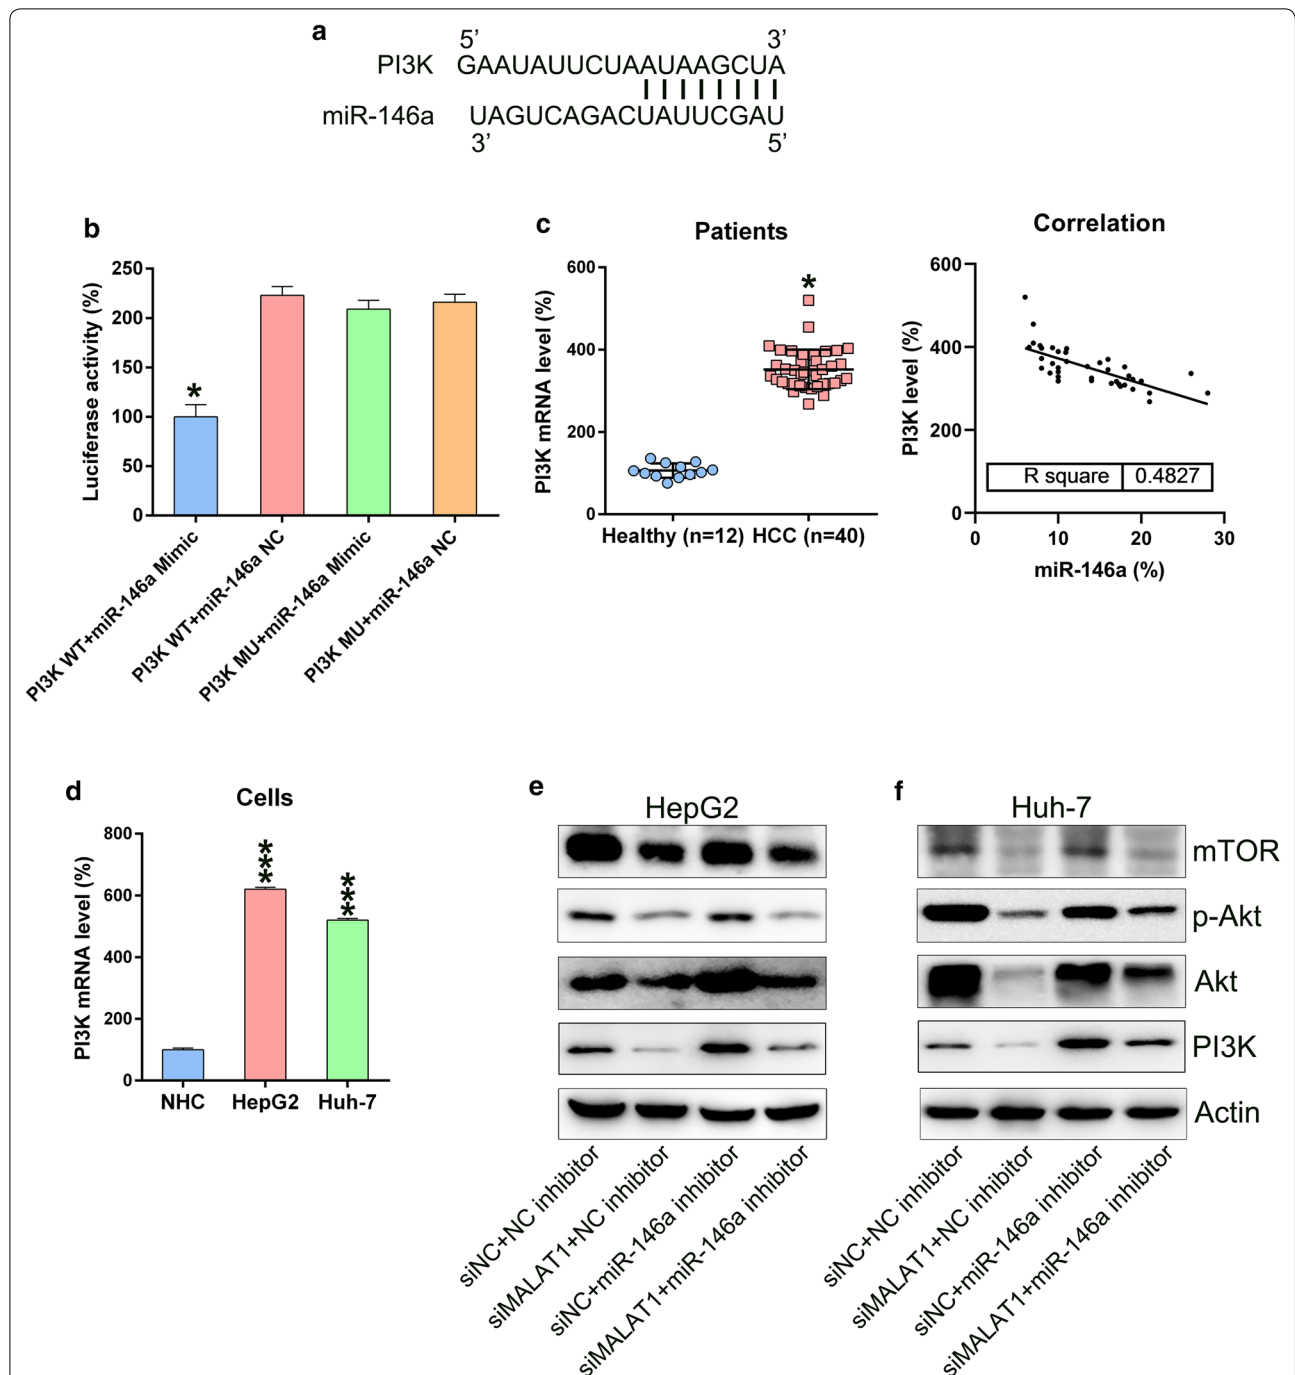 a
5’ 3’
PI3K GAAUAUUCUAAUAAGCUA
miR-146a UAGUCAGACUAUUCGAU
3’ 5’
b
Luciferase activity (%)
250
200
150
100
50
0
*
PI3K WT+miR-146a Mimic
PI3K WT+miR-146a NC
PI3K MU+miR-146a Mimic
PI3K MU+miR-146a NC
c
Patients
PI3K mRNA level (%)
600
400
200
0
*
Healthy (n=12) HCC (n=40)
Correlation
PI3K level (%)
600
400
200
0
R square 0.4827
0 10 20 30
miR-146a (%)
d
Cells
PI3K mRNA level (%)
800
600
400
200
0
***
***
NHC HepG2 Huh-7
e
HepG2
siNC+NC inhibitor
siMALAT1+NC inhibitor
siNC+miR-146a inhibitor
siMALAT1+miR-146a inhibitor
f
Huh-7
mTOR
p-Akt
Akt
PI3K
Actin
siNC+NC inhibitor
siMALAT1+NC inhibitor
siNC+miR-146a inhibitor
siMALAT1+miR-146a inhibitor